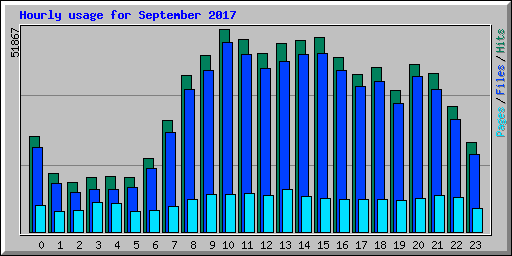 Hourly usage for September 2017
51867
Pages / Files / Hits
0 1 2 3 4 5 6 7 8 9 10 11 12 13 14 15 16 17 18 19 20 21 22 23